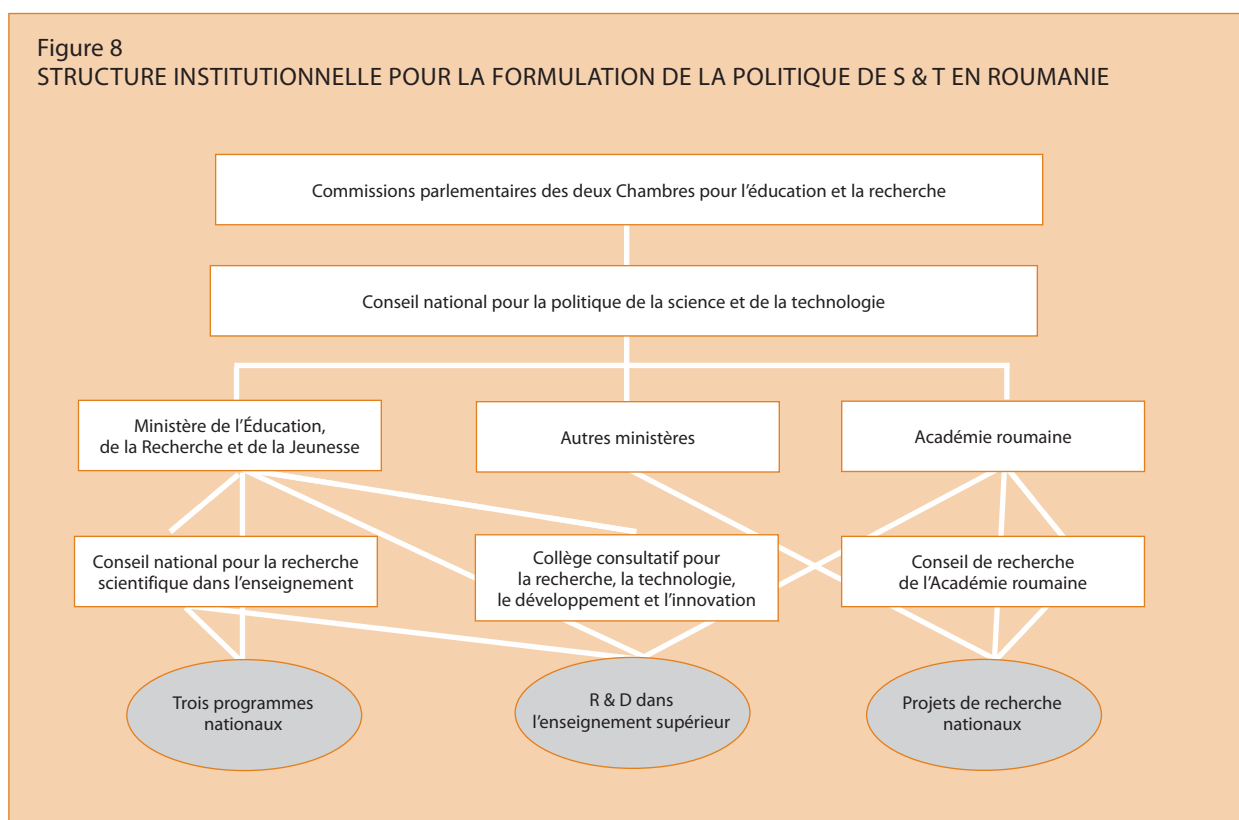 Figure 8
STRUCTURE INSTITUTIONNELLE POUR LA FORMULATION DE LA POLITIQUE DE S & T EN ROUMANIE
Commissions parlementaires des deux Chambres pour l’éducation et la recherche
Conseil national pour la politique de la science et de la technologie
Ministère de l’Éducation,
de la Recherche et de la Jeunesse
Autres ministères
Académie roumaine
Conseil national pour la recherche
scientifique dans l’enseignement
Collège consultatif pour
la recherche, la technologie,
le développement et l’innovation
Conseil de recherche
de l’Académie roumaine
Trois programmes
nationaux
R & D dans
l’enseignement supérieur
Projets de recherche
nationaux